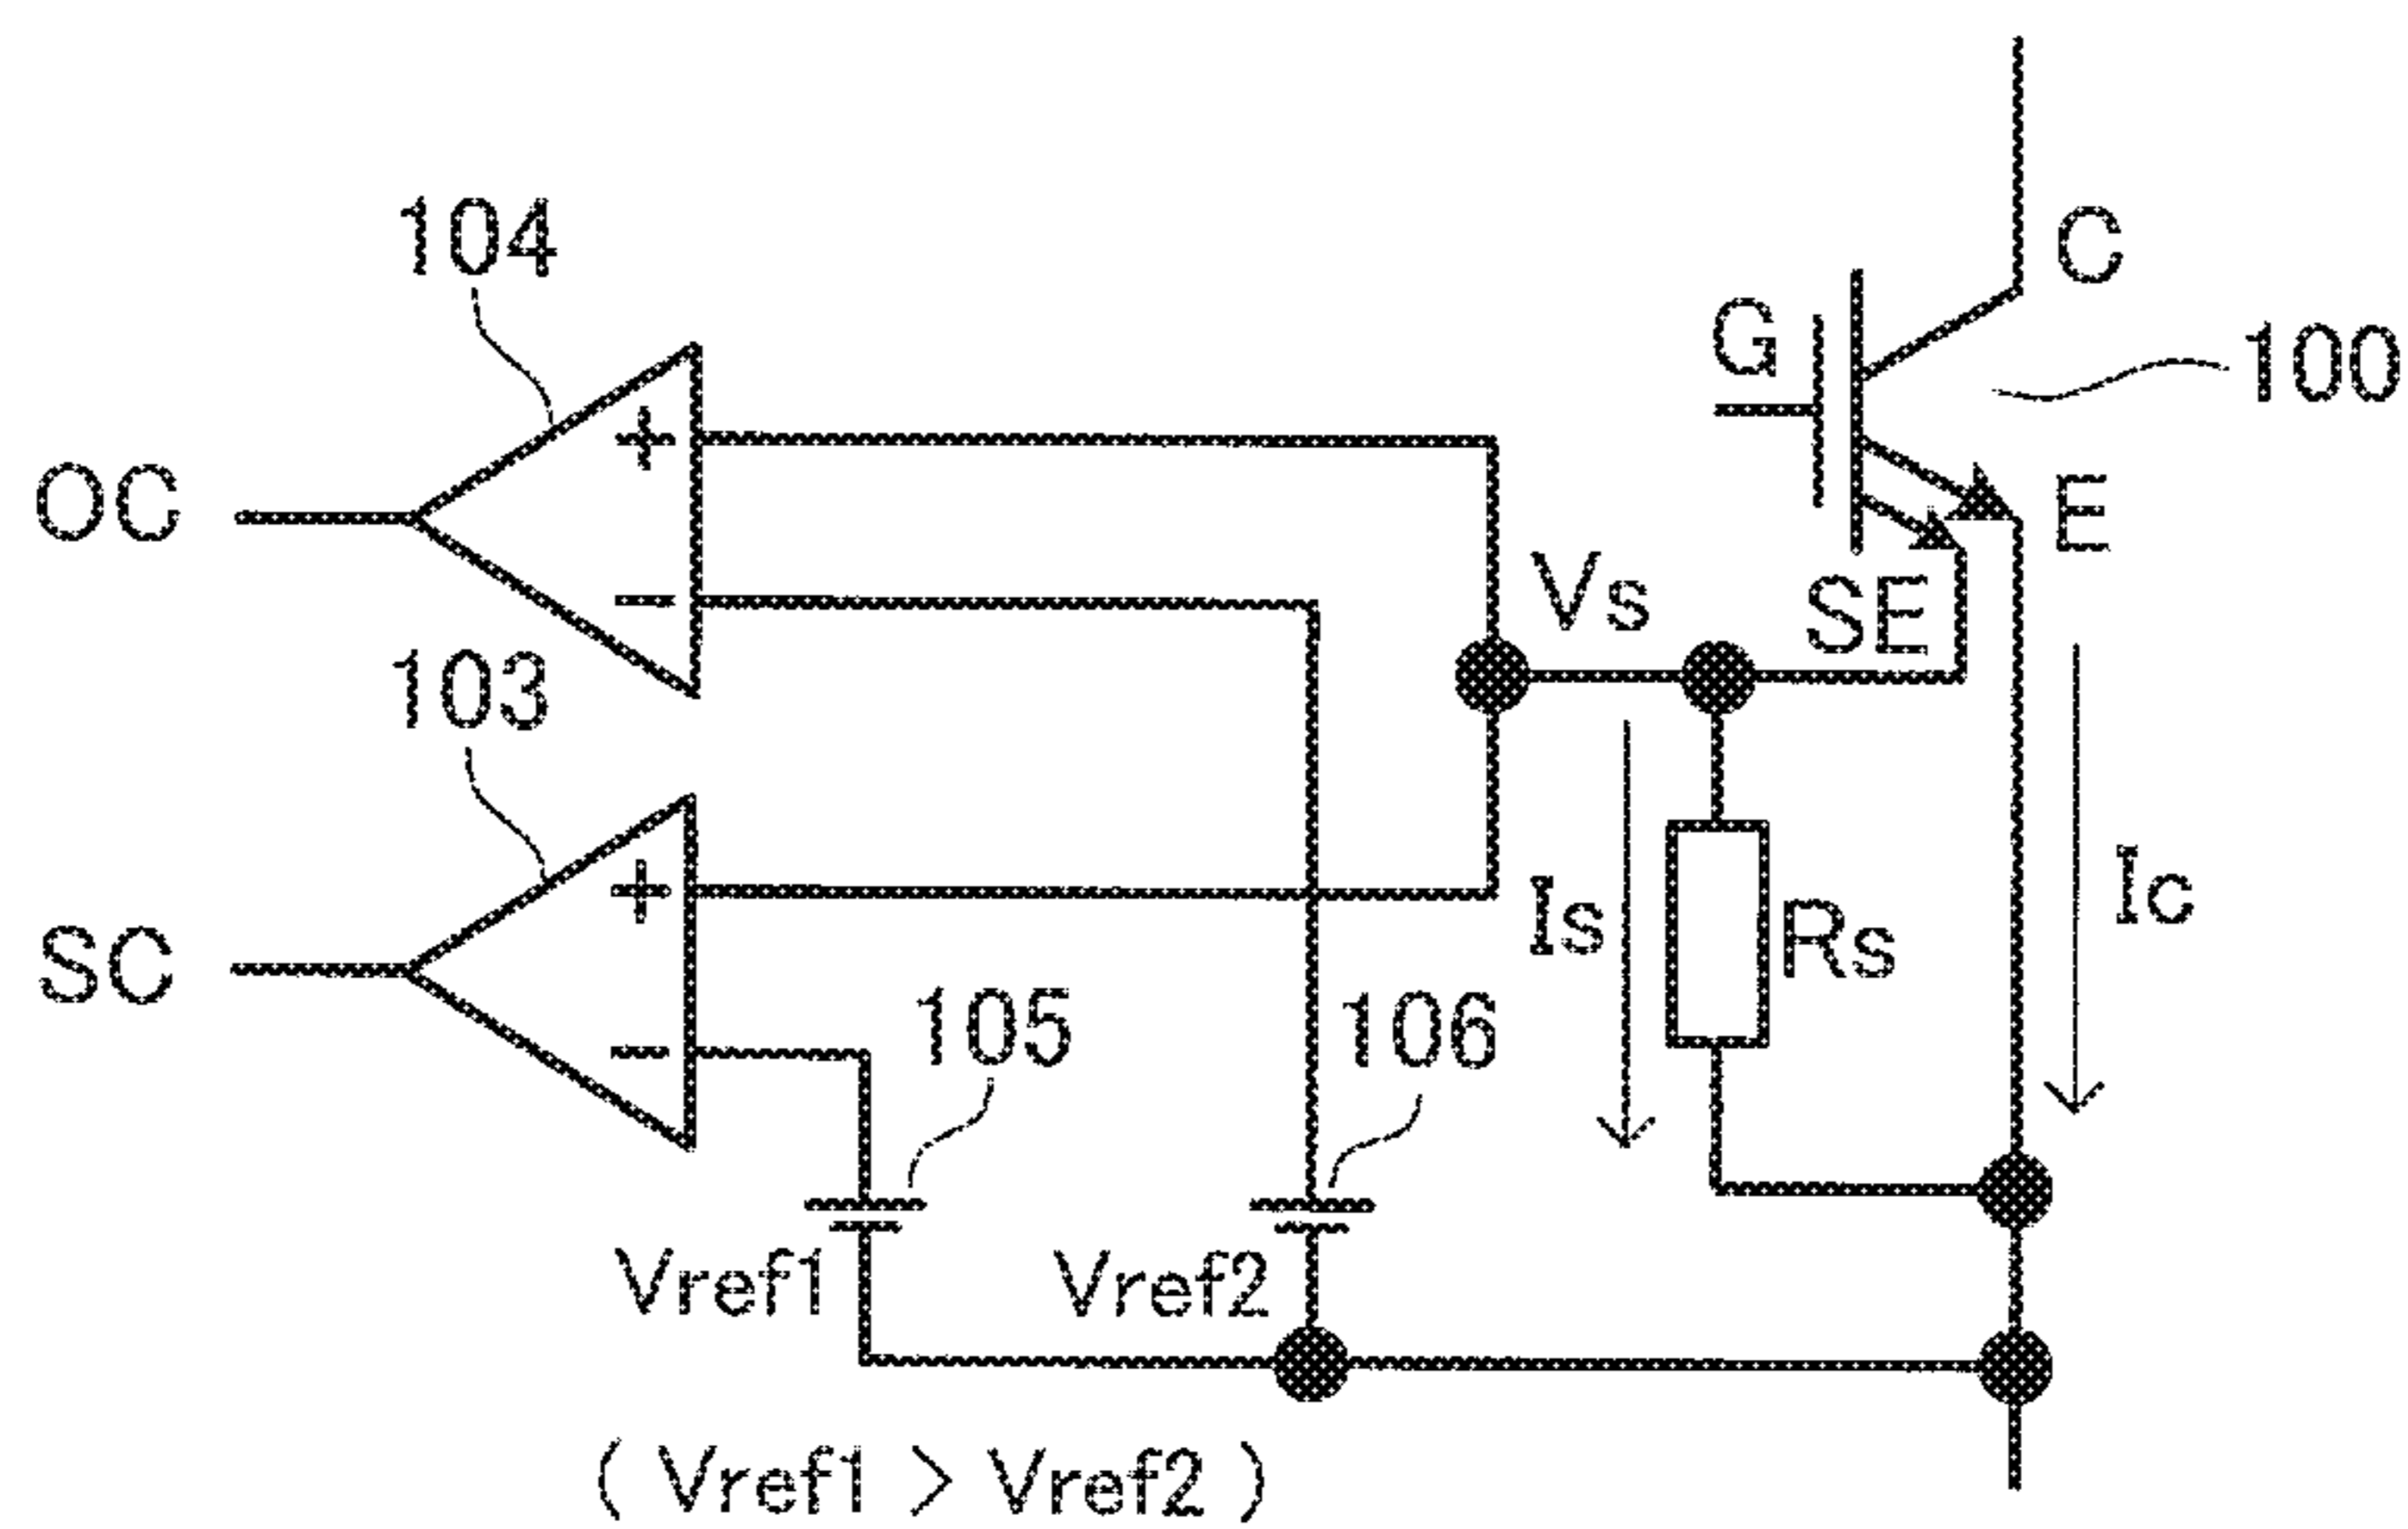 104
C
G
100
OC
+
E
−
Vs
SE
103
+
Is
Rs
Ic
SC
−
105
106
Vref1
Vref2
( Vref1 > Vref2 )